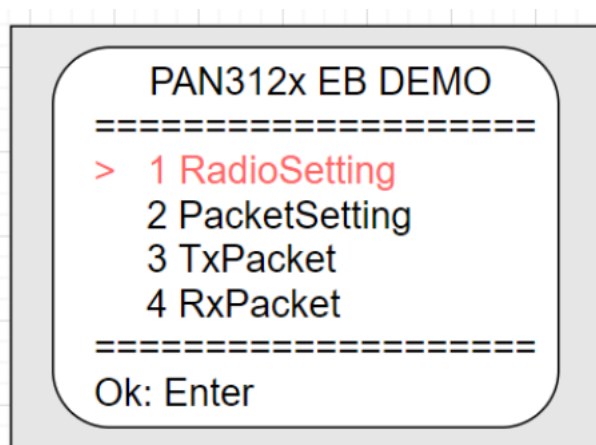 PAN312x EB DEMO
====================
> 1 RadioSetting
2 PacketSetting
3 TxPacket
4 RxPacket
====================
Ok: Enter